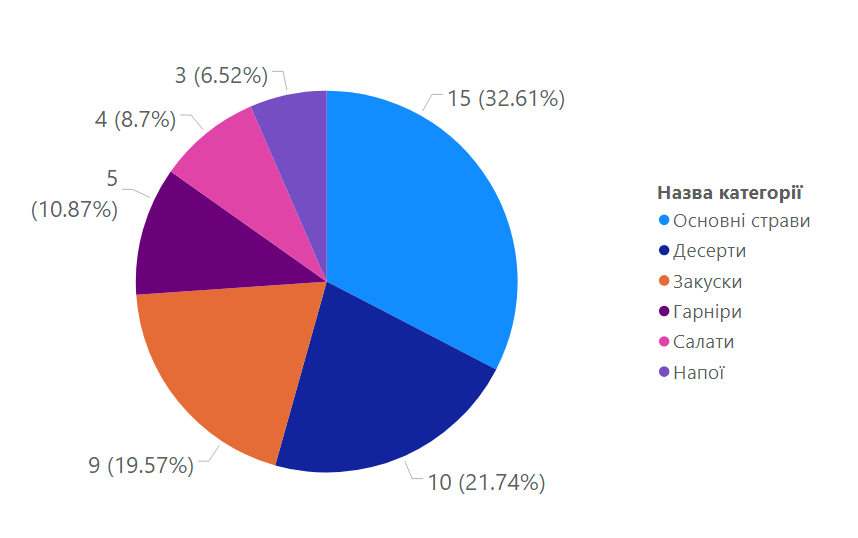 3 (6.52%)
15 (32.61%)
4 (8.7%)
5
(10.87%)
9 (19.57%)
10 (21.74%)
Назва категорії
Основні страви
Десерти
Закуски
Гарніри
Салати
Напої